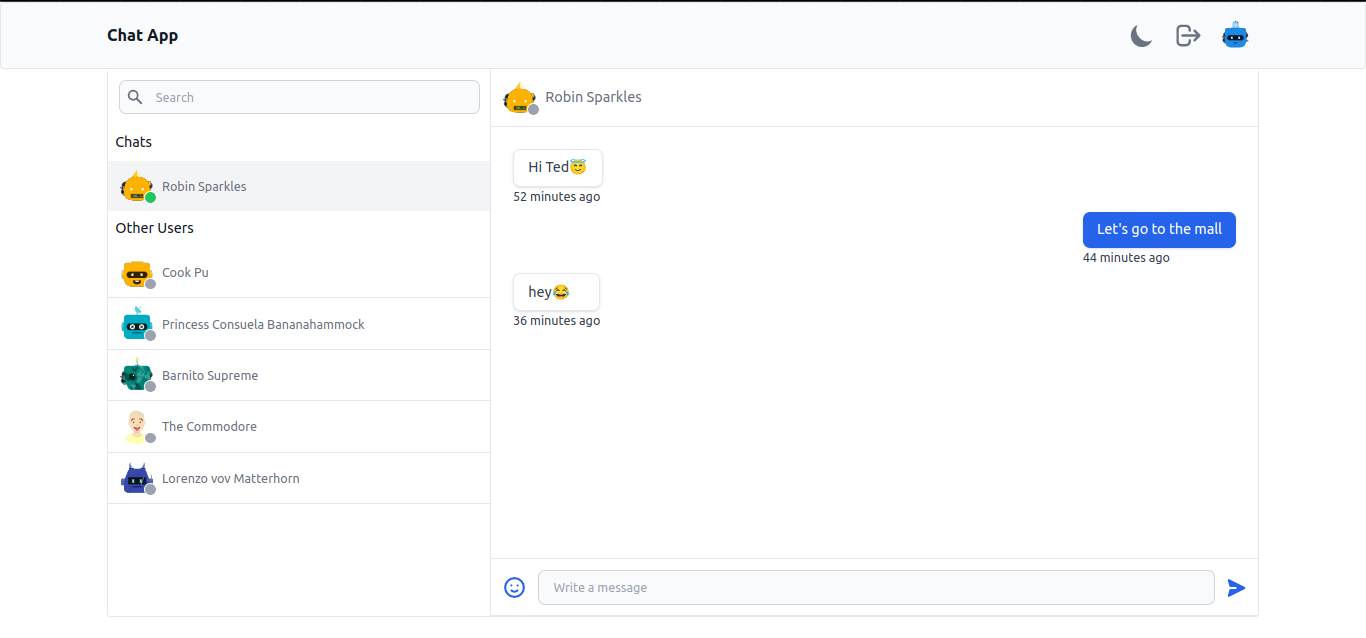 Chat App
Search
Chats
Robin Sparkles
Other Users
Cook Pu
Princess Consuela Bananahammock
Barnito Supreme
The Commodore
Lorenzo vov Matterhorn
Robin Sparkles
Hi Ted😇
52 minutes ago
Let's go to the mall
44 minutes ago
hey😂
36 minutes ago
Write a message